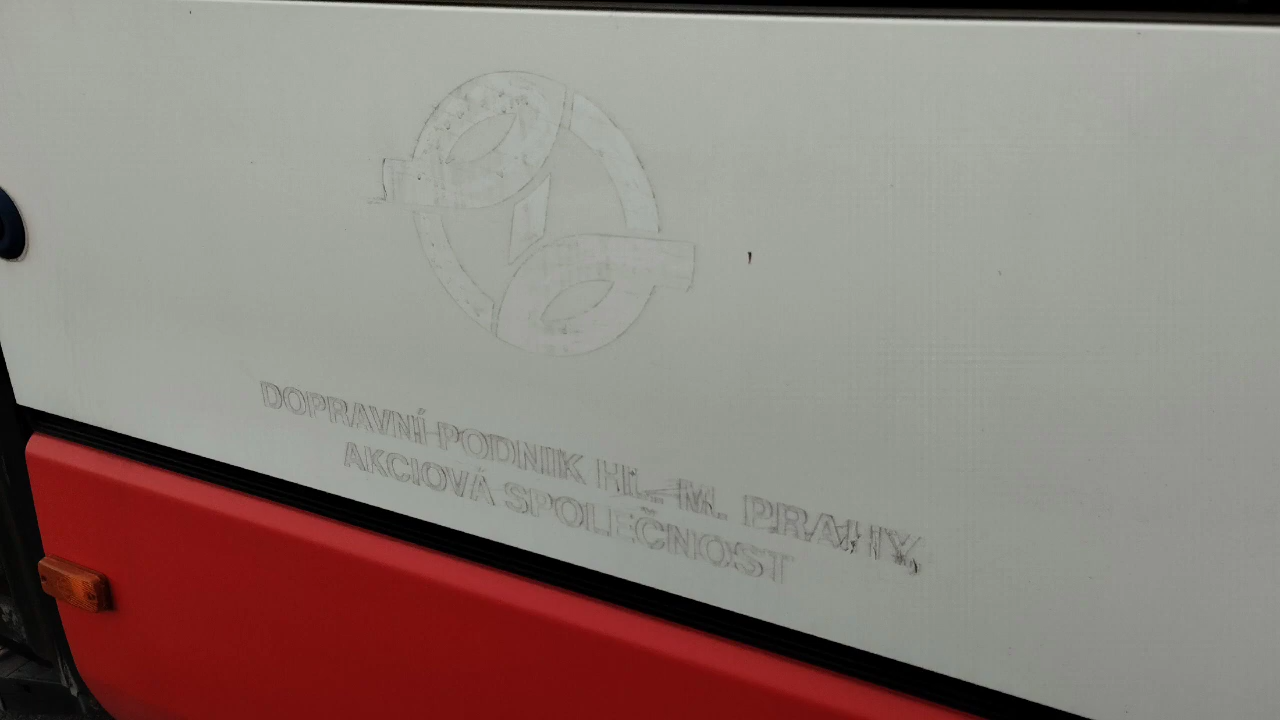 DOPRAVNÍ PODNIK HL. M. PRAHY,
AKCIOVÁ SPOLEČNOST